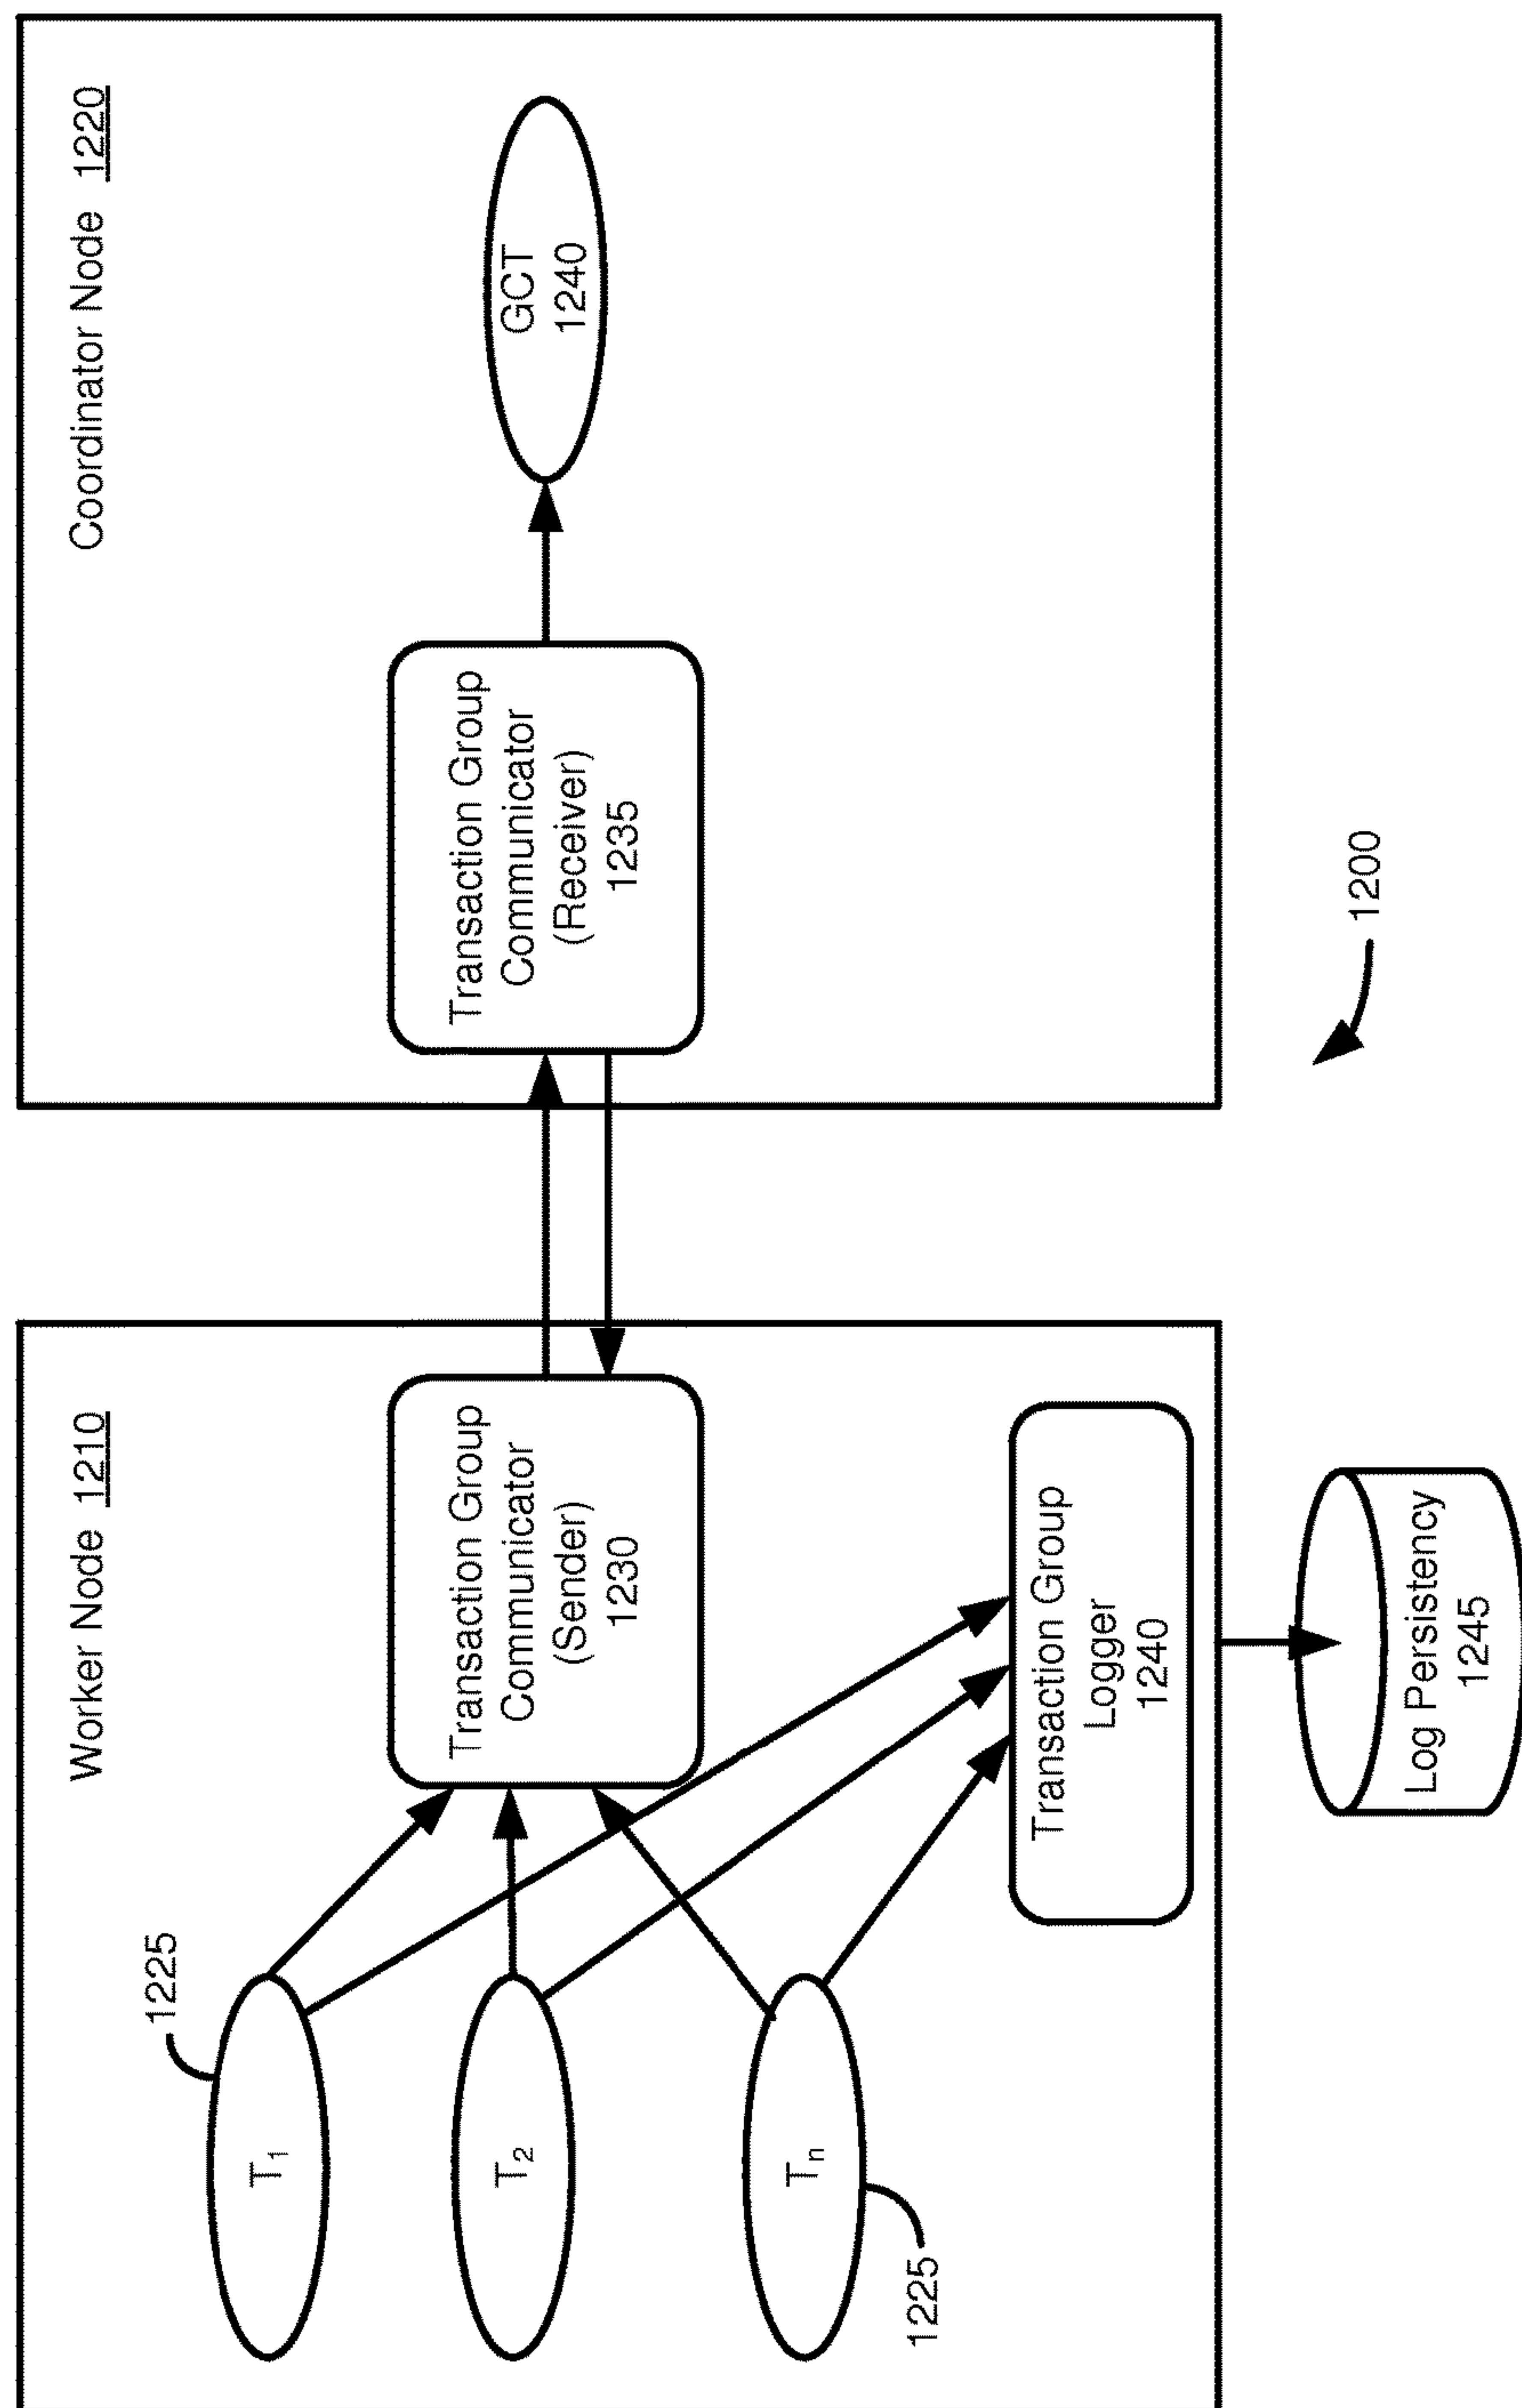 Worker Node 1210
1225
T1
T2
Tn
1225
Transaction Group
Communicator
(Sender)
1230
Transaction Group
Logger
1240
Log Persistency
1245
Coordinator Node 1220
Transaction Group
Communicator
(Receiver)
1235
GCT
1240
1200